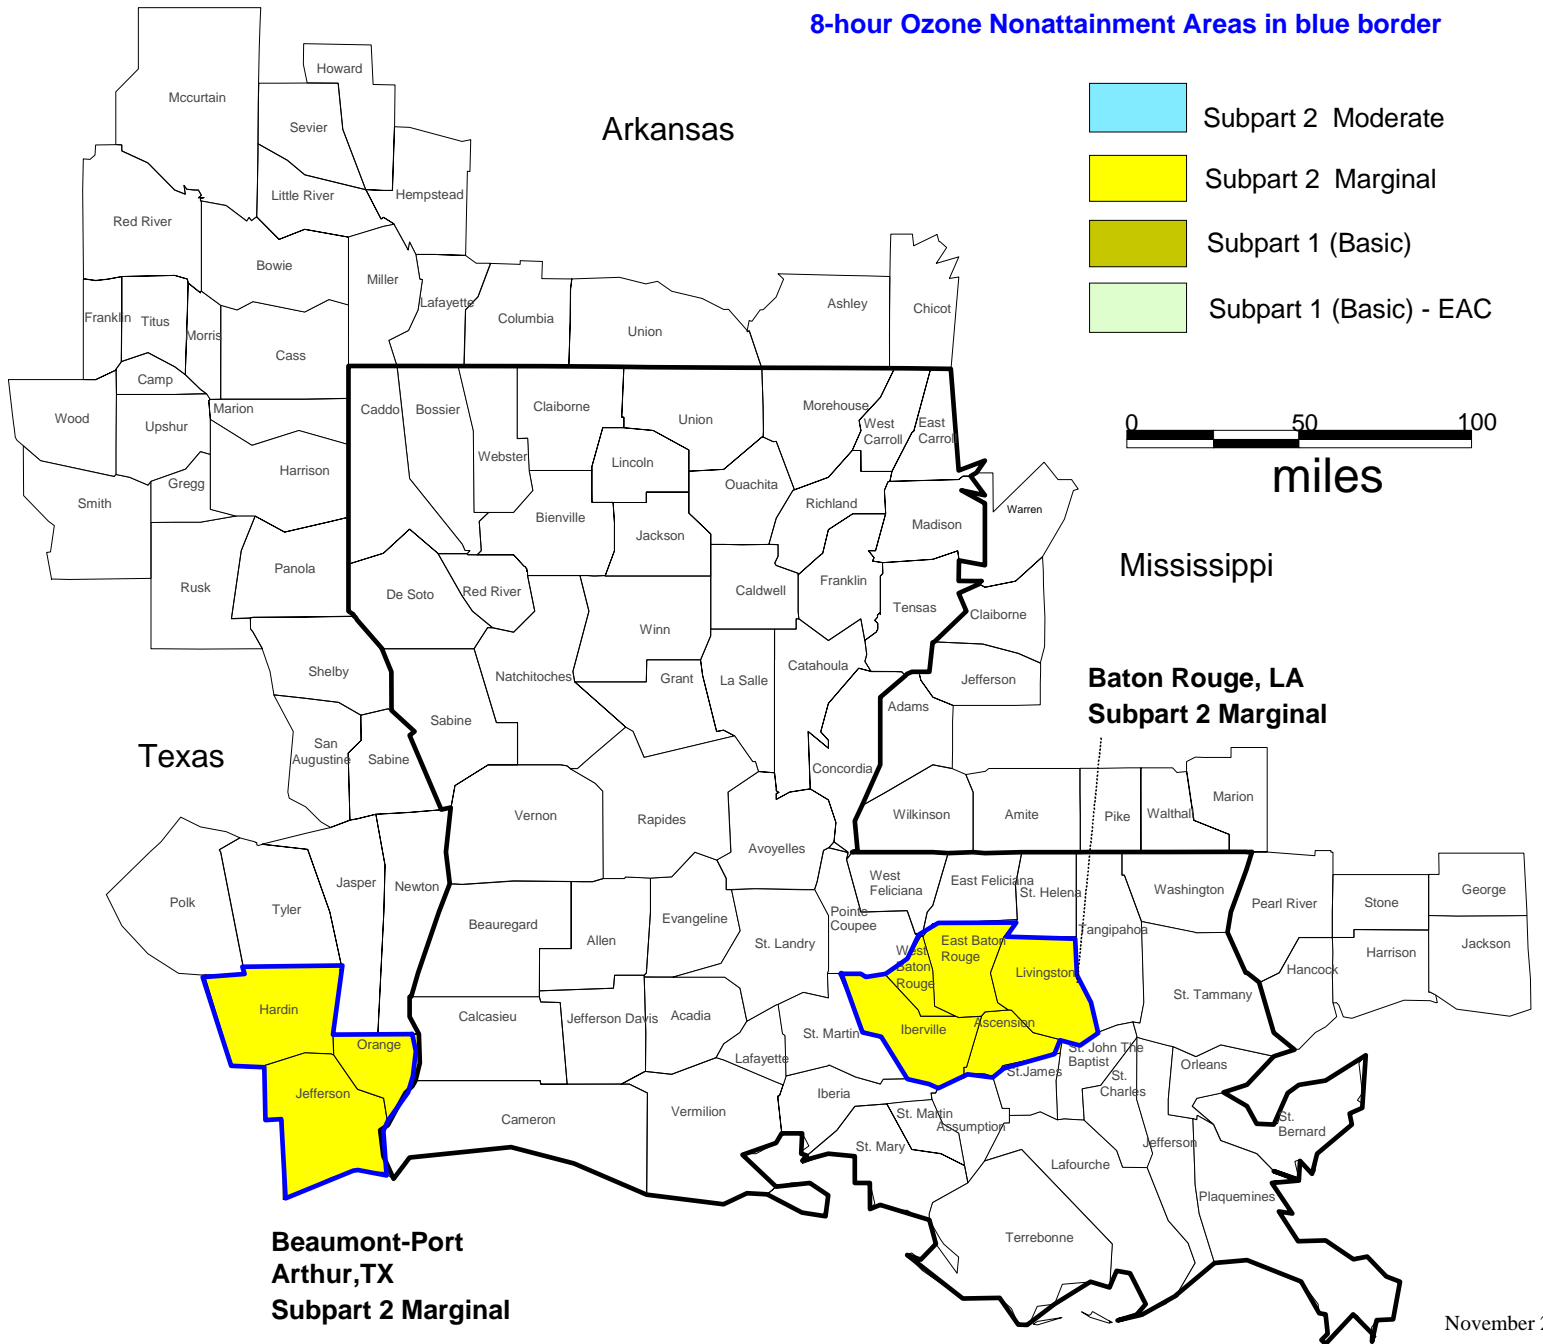 8-hour Ozone Nonattainment Areas in blue border
Subpart 2 Moderate
Subpart 2 Marginal
Subpart 1 (Basic)
Subpart 1 (Basic) - EAC
0 50 100
miles
Arkansas
Mississippi
Texas
Baton Rouge, LA
Subpart 2 Marginal
Beaumont-Port
Arthur,TX
Subpart 2 Marginal
Howard
Mccurtain
Sevier
Little River
Hempstead
Red River
Bowie
Miller
Lafayette
Columbia
Union
Ashley
Chicot
Franklin
Titus
Morris
Cass
Camp
Wood
Upshur
Marion
Harrison
Gregg
Smith
Rusk
Panola
Shelby
San
Augustine
Sabine
Polk
Tyler
Jasper
Newton
Hardin
Orange
Jefferson
Caddo
Bossier
Webster
Claiborne
Lincoln
Union
Morehouse
West
Carroll
East
Carrol
Ouachita
Richland
Madison
Bienville
Jackson
Caldwell
Franklin
Tensas
De Soto
Red River
Winn
Natchitoches
Grant
La Salle
Catahoula
Sabine
Concordia
Vernon
Rapides
Avoyelles
Beauregard
Allen
Evangeline
St. Landry
Pointe
Coupee
West
Feliciana
East Feliciana
St. Helena
Tangipahoa
Washington
West
Baton
Rouge
East Baton
Rouge
Livingston
Iberville
Ascension
St. Tammany
Calcasieu
Jefferson Davis
Acadia
Lafayette
St. Martin
Cameron
Vermilion
Iberia
St. Martin
St. Mary
Assumption
St.James
St. John The
Baptist
St.
Charles
Orleans
St.
Bernard
Jefferson
Lafourche
Plaquemines
Terrebonne
Warren
Claiborne
Jefferson
Adams
Wilkinson
Amite
Pike
Walthall
Marion
Pearl River
Stone
George
Hancock
Harrison
Jackson
November 2